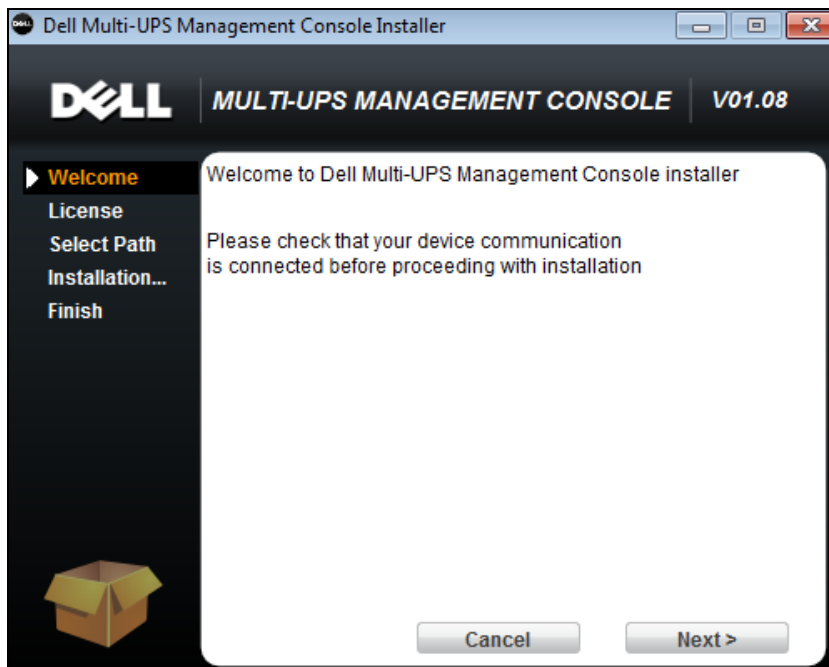 Dell Multi-UPS Management Console Installer
DELL
MULTI-UPS MANAGEMENT CONSOLE
V01.08
Welcome
License
Select Path
Installation...
Finish
Welcome to Dell Multi-UPS Management Console installer
Please check that your device communication
is connected before proceeding with installation
Cancel
Next >